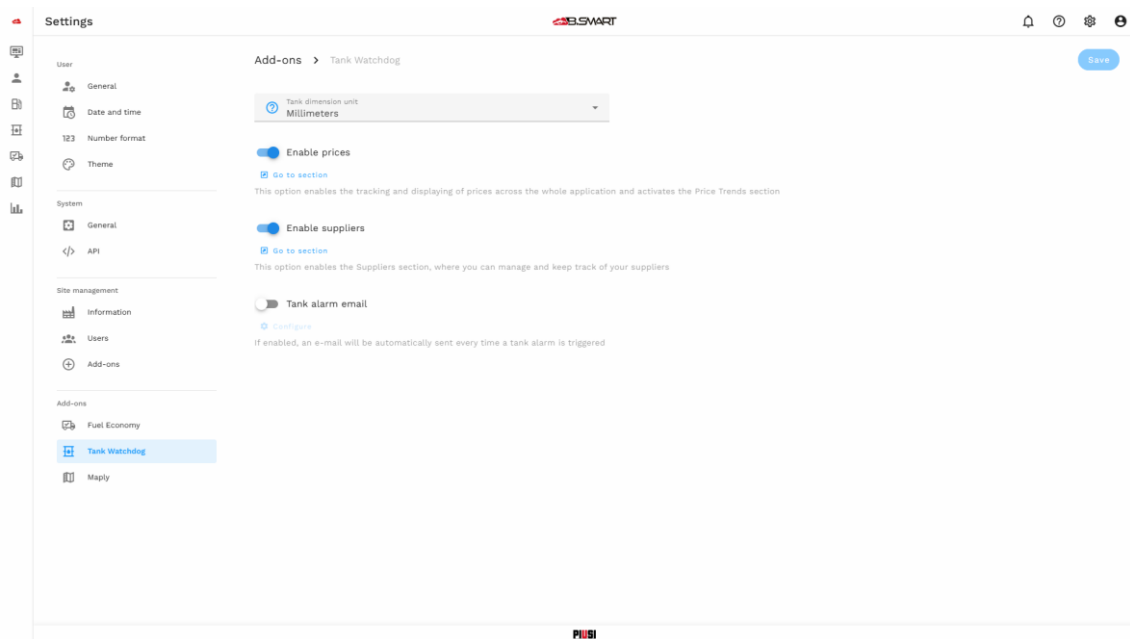 Settings
B.SMART
User
General
Date and time
123 Number format
Theme
System
General
</> API
Site management
Information
Users
Add-ons
Add-ons
Fuel Economy
Tank Watchdog
Maply
Add-ons > Tank Watchdog
Save
Tank dimension unit
Millimeters
Enable prices
Go to section
This option enables the tracking and displaying of prices across the whole application and activates the Price Trends section
Enable suppliers
Go to section
This option enables the Suppliers section, where you can manage and keep track of your suppliers
Tank alarm email
Configure
If enabled, an e-mail will be automatically sent every time a tank alarm is triggered
PIUSI